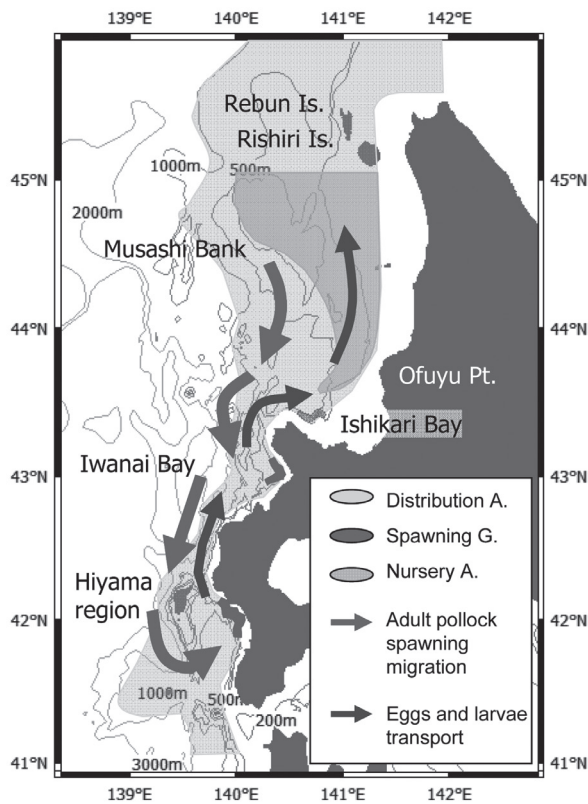 139°E 140°E 141°E 142°E
Rebun Is.
Rishiri Is.
1000m
500m
45°N
45°N
2000m
Musashi Bank
44°N
44°N
Ofuyu Pt.
Ishikari Bay
Iwanai Bay
43°N
43°N
Distribution A.
Spawning G.
Nursery A.
Hiyama
region
42°N
42°N
Adult pollock
spawning
migration
1000m
500m
200m
Eggs and larvae
transport
3000m
41°N
41°N
139°E 140°E 141°E 142°E